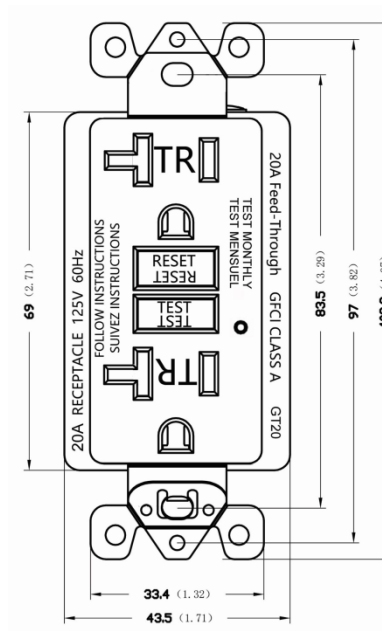 TR
20A Feed-Through GFCI CLASS A GT20
TEST MONTHLY
TEST MENSUEL
RESET
RESET
TEST
TEST
FOLLOW INSTRUCTIONS
SUIVEZ INSTRUCTIONS
20A RECEPTACLE 125V 60Hz
TR
69 (2.71)
83.5 (3.29)
97 (3.82)
33.4 (1.32)
43.5 (1.71)